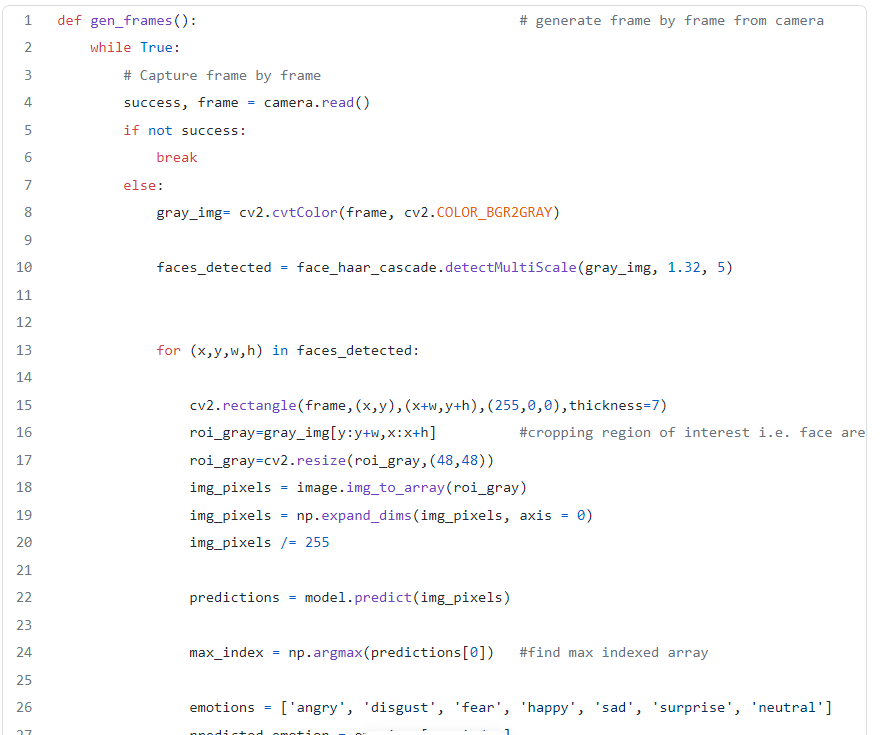 1 def gen_frames(): # generate frame by frame from camera
2 while True:
3 # Capture frame by frame
4 success, frame = camera.read()
5 if not success:
6 break
7 else:
8 gray_img= cv2.cvtColor(frame, cv2.COLOR_BGR2GRAY)
9
10 faces_detected = face_haar_cascade.detectMultiScale(gray_img, 1.32, 5)
11
12
13 for (x,y,w,h) in faces_detected:
14
15 cv2.rectangle(frame,(x,y),(x+w,y+h),(255,0,0),thickness=7)
16 roi_gray=gray_img[y:y+w,x:x+h] #cropping region of interest i.e. face are
17 roi_gray=cv2.resize(roi_gray,(48,48))
18 img_pixels = image.img_to_array(roi_gray)
19 img_pixels = np.expand_dims(img_pixels, axis = 0)
20 img_pixels /= 255
21
22 predictions = model.predict(img_pixels)
23
24 max_index = np.argmax(predictions[0]) #find max indexed array
25
26 emotions = ['angry', 'disgust', 'fear', 'happy', 'sad', 'surprise', 'neutral']
27 predicted_emotion =